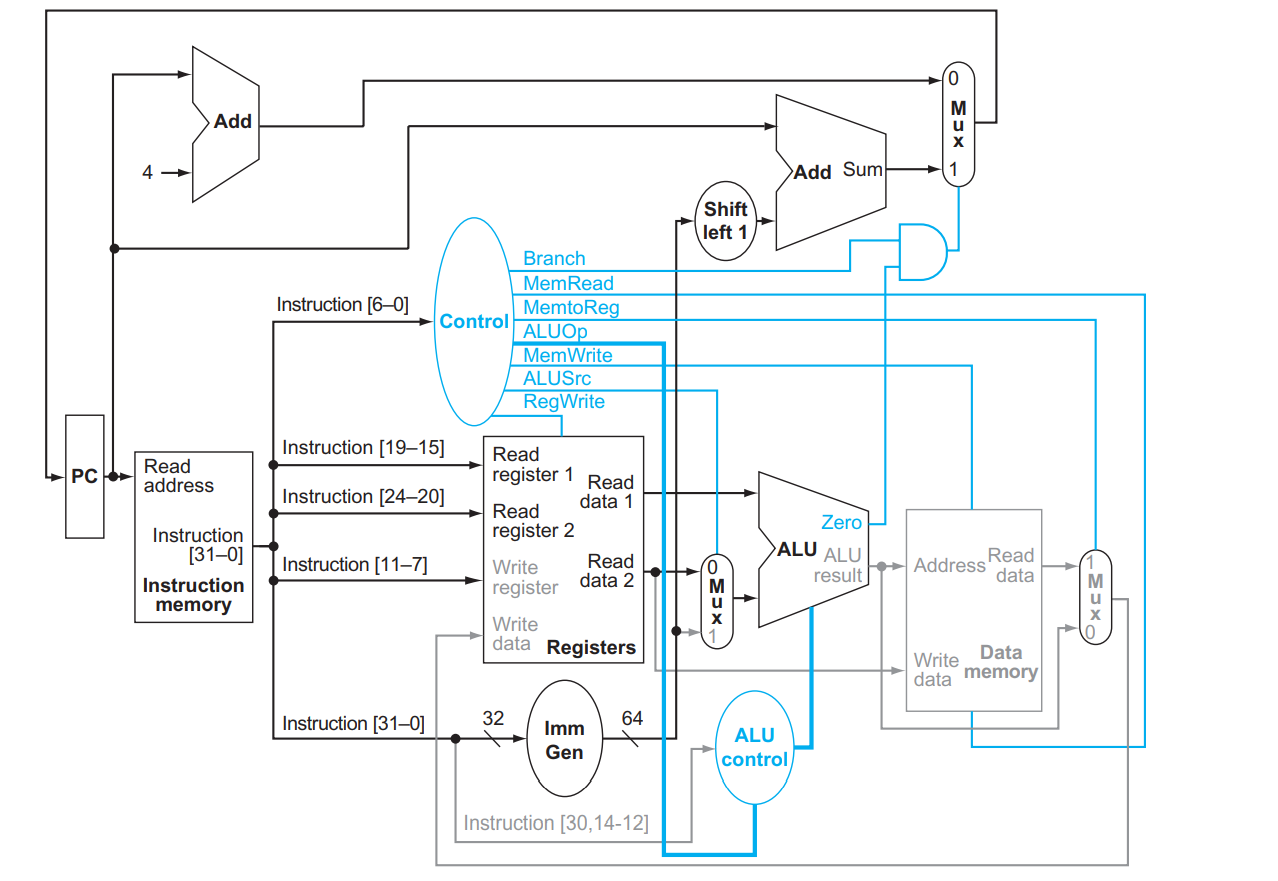 0
M
u
x
1
Add
4
Add Sum
Shift
left 1
Branch
MemRead
MemtoReg
ALUOp
MemWrite
ALUSrc
RegWrite
Control
Instruction [6–0]
PC
Read
address
Instruction
[31–0]
Instruction
memory
Instruction [19–15]
Instruction [24–20]
Instruction [11–7]
Instruction [31–0]
Read
register 1
Read
register 2
Write
register
Write
data
Read
data 1
Read
data 2
Registers
0
M
u
x
1
Zero
ALU
ALU
result
Address
Read
data
Write
data
Data
memory
1
M
u
x
0
32
Imm
Gen
64
ALU
control
Instruction [30,14-12]